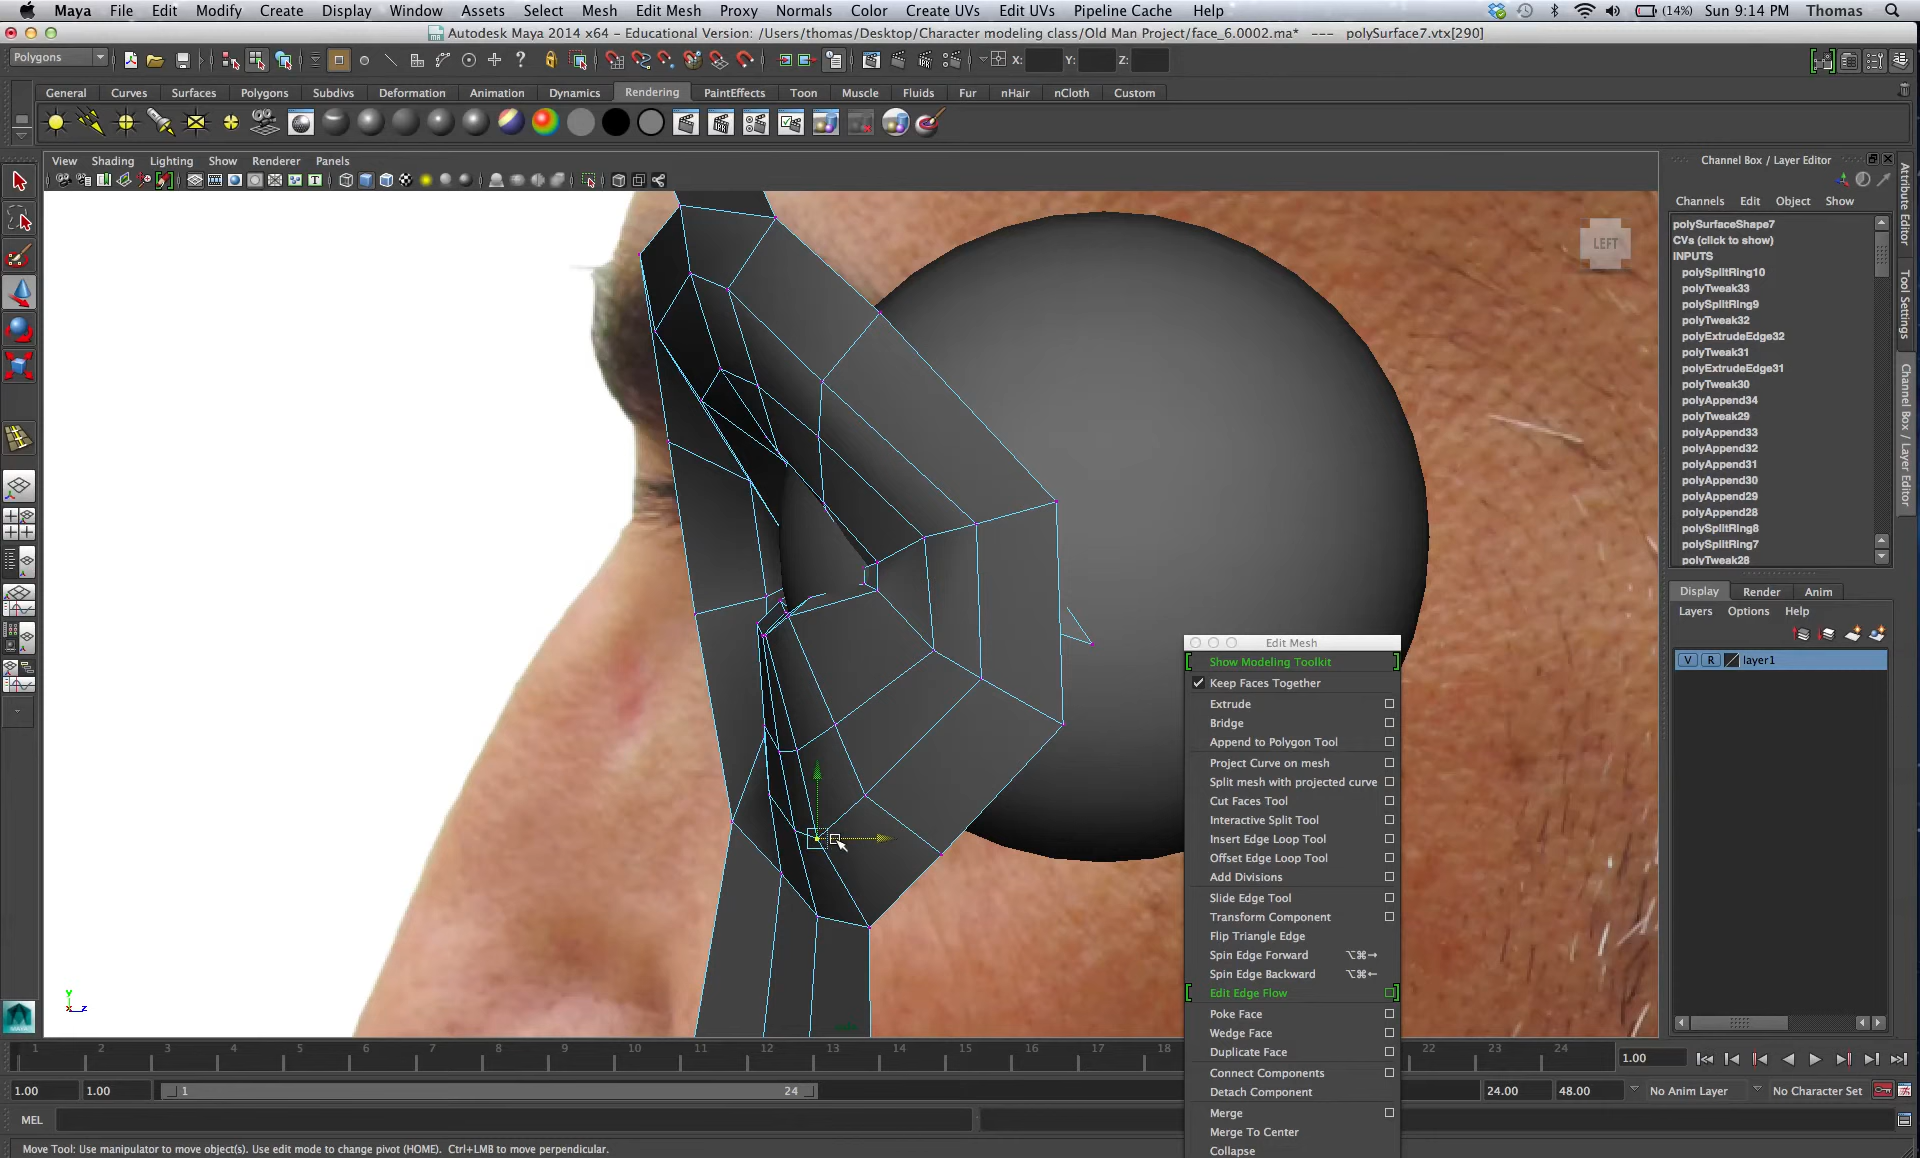 Maya File Edit Modify Create Display Window Assets Select Mesh Edit Mesh Proxy Normals Color Create UVs Edit UVs Pipeline Cache Help (14%) Sun 9:14 PM Thomas
Autodesk Maya 2014 x64 - Educational Version: /Users/thomas/Desktop/Character modeling class/Old Man Project/face_6.0002.ma* --- polySurface7.vtx[290]
Polygons X: Y: Z:
General Curves Surfaces Polygons Subdivs Deformation Animation Dynamics Rendering PaintEffects Toon Muscle Fluids Fur nHair nCloth Custom
View Shading Lighting Show Renderer Panels
LEFT
Y
Z
Edit Mesh
Show Modeling Toolkit
Keep Faces Together
Extrude
Bridge
Append to Polygon Tool
Project Curve on mesh
Split mesh with projected curve
Cut Faces Tool
Interactive Split Tool
Insert Edge Loop Tool
Offset Edge Loop Tool
Add Divisions
Slide Edge Tool
Transform Component
Flip Triangle Edge
Spin Edge Forward ⌥⌘→
Spin Edge Backward ⌥⌘←
Edit Edge Flow
Poke Face
Wedge Face
Duplicate Face
Connect Components
Detach Component
Merge
Merge To Center
Collapse
Channel Box / Layer Editor
Channels Edit Object Show
polySurfaceShape7
CVs (click to show)
INPUTS
polySplitRing10
polyTweak33
polySplitRing9
polyTweak32
polyExtrudeEdge32
polyTweak31
polyExtrudeEdge31
polyTweak30
polyAppend34
polyTweak29
polyAppend33
polyAppend32
polyAppend31
polyAppend30
polyAppend29
polyAppend28
polySplitRing8
polySplitRing7
polyTweak28
Display Render Anim
Layers Options Help
V R layer1
Attribute Editor
Tool Settings
Channel Box / Layer Editor
1 2 3 4 5 6 7 8 9 10 11 12 13 14 15 16 17 18 22 23 24 1.00
1.00 1.00 1 24 24.00 48.00 No Anim Layer No Character Set
MEL
Move Tool: Use manipulator to move object(s). Use edit mode to change pivot (HOME). Ctrl+LMB to move perpendicular.